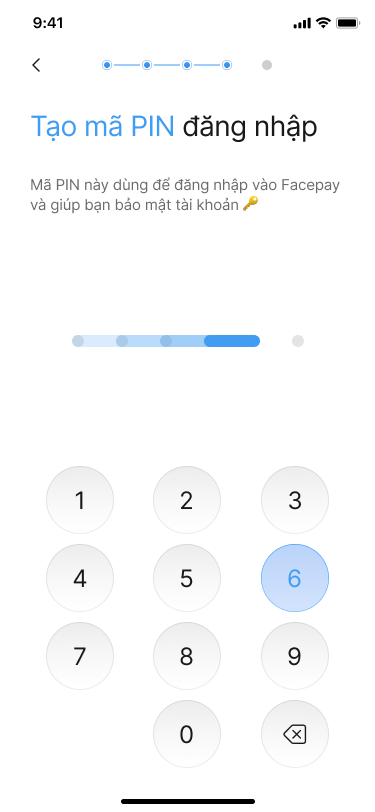 9:41
Tạo mã PIN đăng nhập
Mã PIN này dùng để đăng nhập vào Facepay
và giúp bạn bảo mật tài khoản 🔑
1 2 3
4 5 6
7 8 9
0